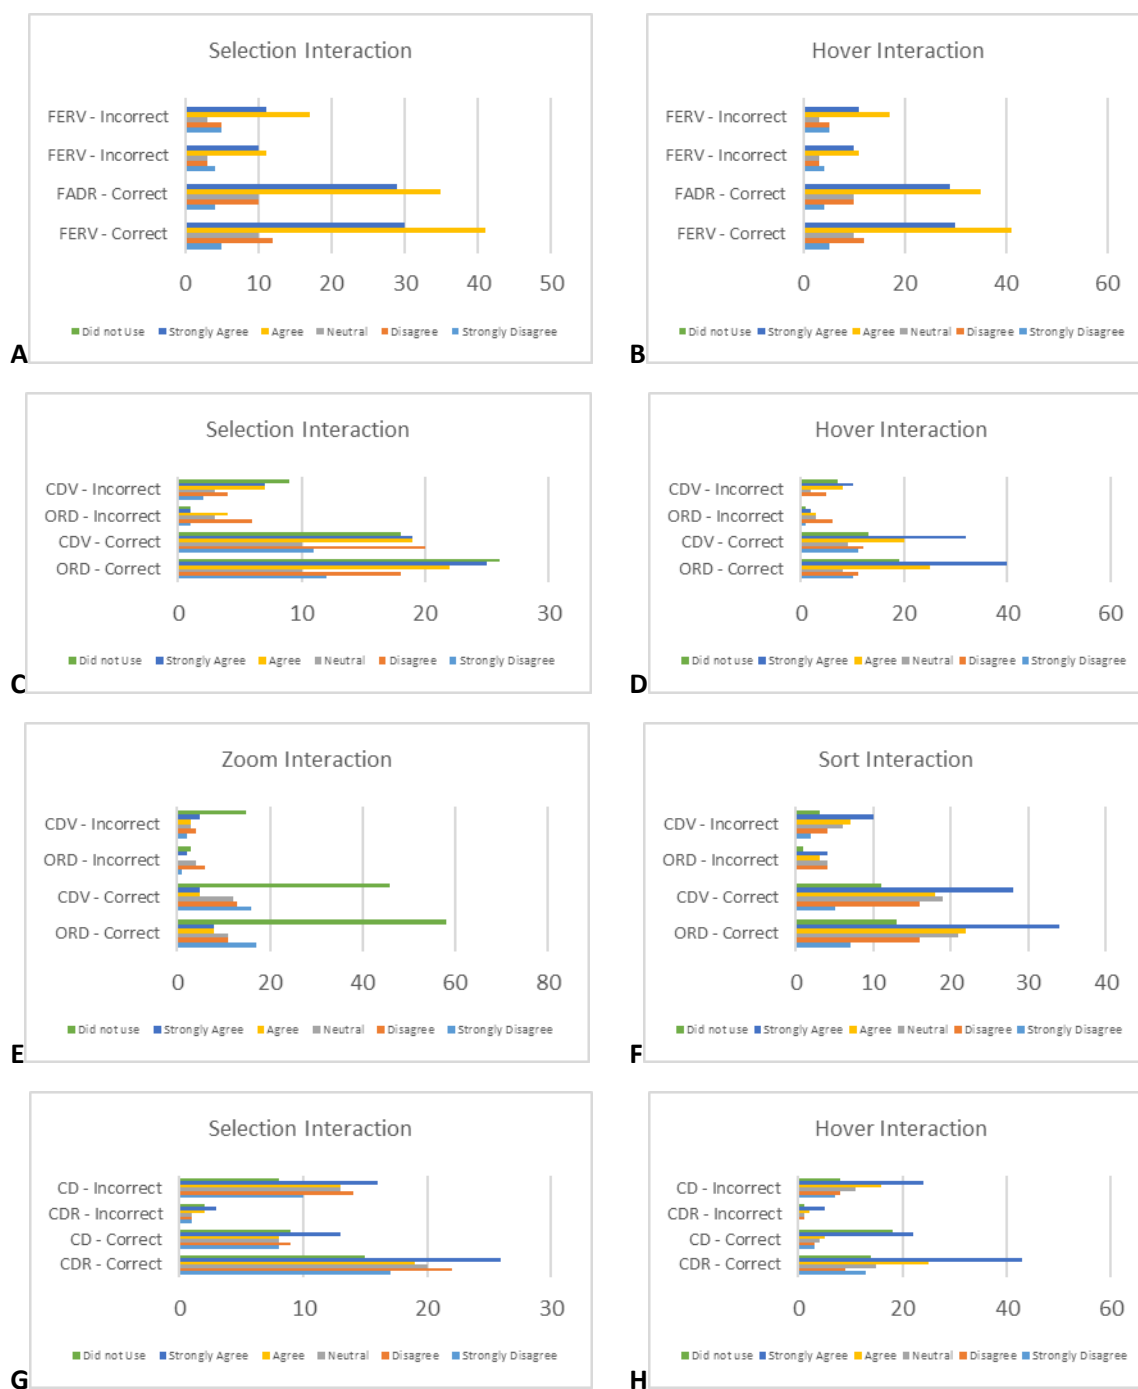 Selection Interaction
FERV - Incorrect
FERV - Incorrect
FADR - Correct
FERV - Correct
0 10 20 30 40 50
Did not Use Strongly Agree Agree Neutral Disagree Strongly Disagree
A
Hover Interaction
FERV - Incorrect
FERV - Incorrect
FADR - Correct
FERV - Correct
0 20 40 60
Did not Use Strongly Agree Agree Neutral Disagree Strongly Disagree
B
Selection Interaction
CDV - Incorrect
ORD - Incorrect
CDV - Correct
ORD - Correct
0 10 20 30
Did not Use Strongly Agree Agree Neutral Disagree Strongly Disagree
C
Hover Interaction
CDV - Incorrect
ORD - Incorrect
CDV - Correct
ORD - Correct
0 20 40 60
Did not use Strongly Agree Agree Neutral Disagree Strongly Disagree
D
Zoom Interaction
CDV - Incorrect
ORD - Incorrect
CDV - Correct
ORD - Correct
0 20 40 60 80
Did not use Strongly Agree Agree Neutral Disagree Strongly Disagree
E
Sort Interaction
CDV - Incorrect
ORD - Incorrect
CDV - Correct
ORD - Correct
0 10 20 30 40
Did not use Strongly Agree Agree Neutral Disagree Strongly Disagree
F
Selection Interaction
CD - Incorrect
CDR - Incorrect
CD - Correct
CDR - Correct
0 10 20 30
Did not Use Strongly Agree Agree Neutral Disagree Strongly Disagree
G
Hover Interaction
CD - Incorrect
CDR - Incorrect
CD - Correct
CDR - Correct
0 20 40 60
Did not use Strongly Agree Agree Neutral Disagree Strongly Disagree
H